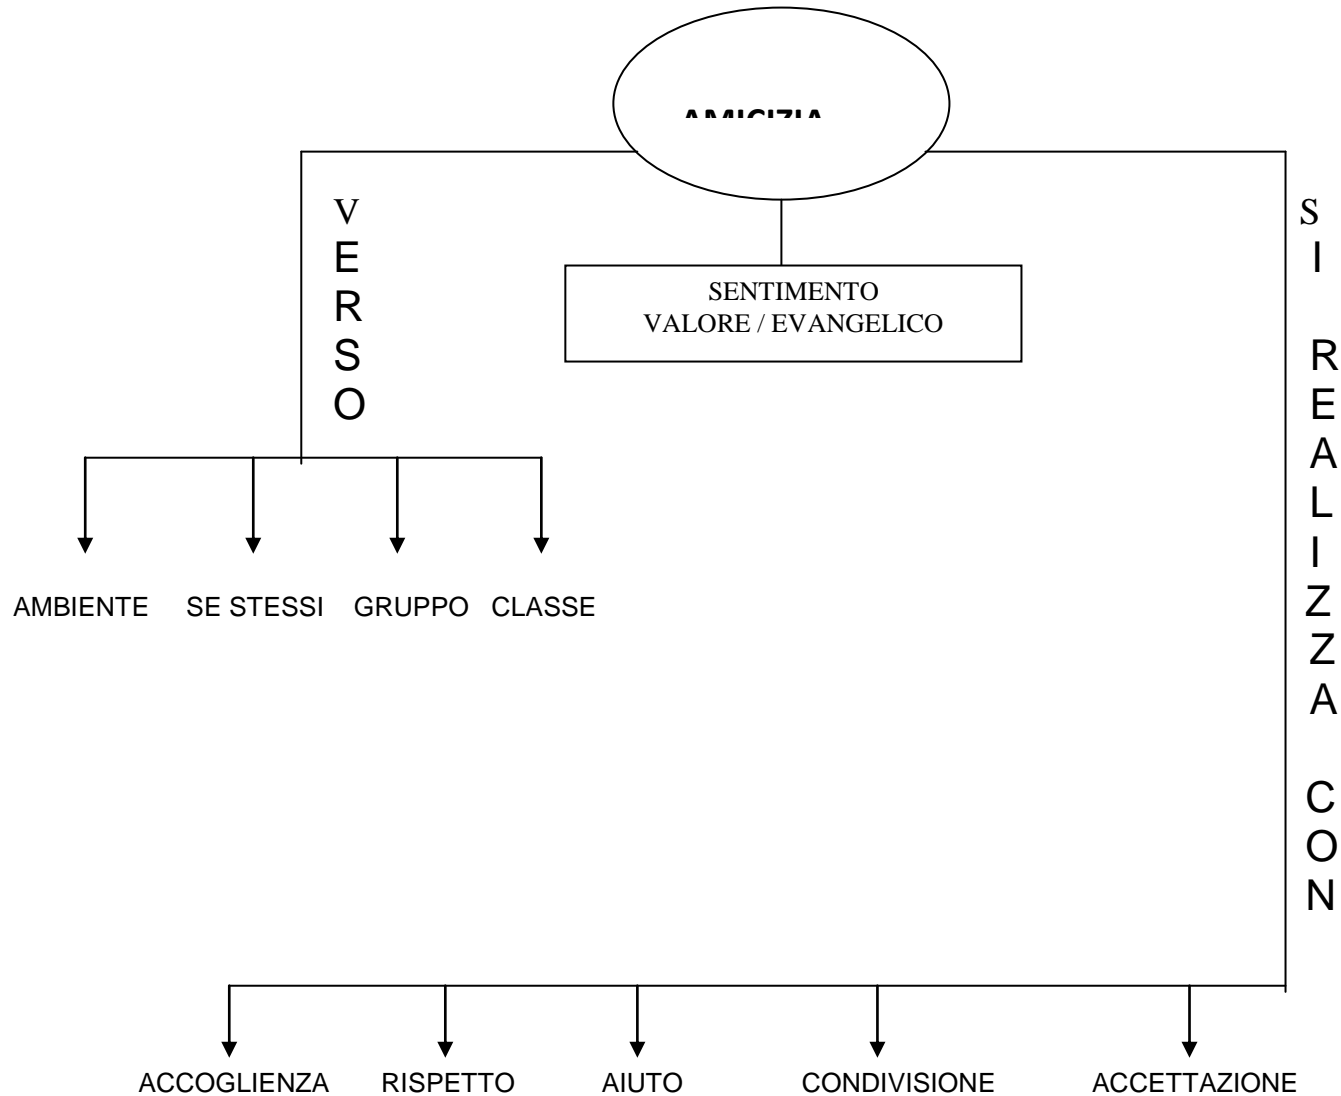 AMICIZIA
VERSO
SENTIMENTO
VALORE / EVANGELICO
SI REALIZZA CON
AMBIENTE SE STESSI GRUPPO CLASSE
ACCOGLIENZA RISPETTO AIUTO CONDIVISIONE ACCETTAZIONE